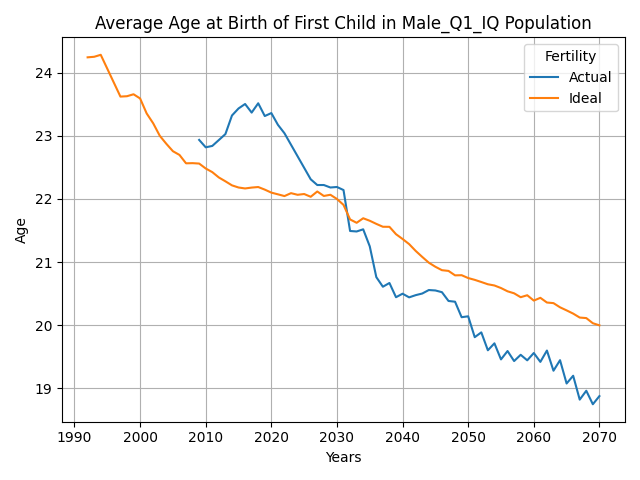 Average Age at Birth of First Child in Male_Q1_IQ Population
Fertility
Actual
Ideal
Age
24
23
22
21
20
19
1990
2000
2010
2020
2030
2040
2050
2060
2070
Years